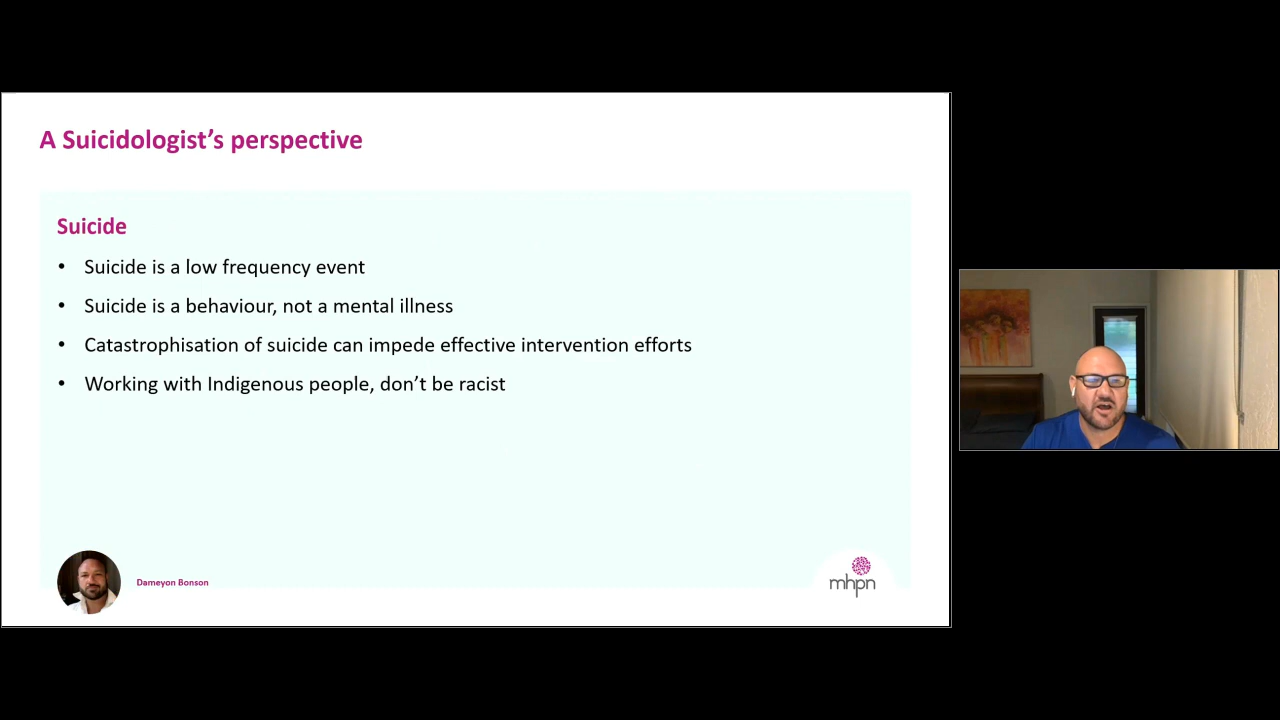 A Suicidologist’s perspective
Suicide
• Suicide is a low frequency event
• Suicide is a behaviour, not a mental illness
• Catastrophisation of suicide can impede effective intervention efforts
• Working with Indigenous people, don’t be racist
Dameyon Bonson
mhpn